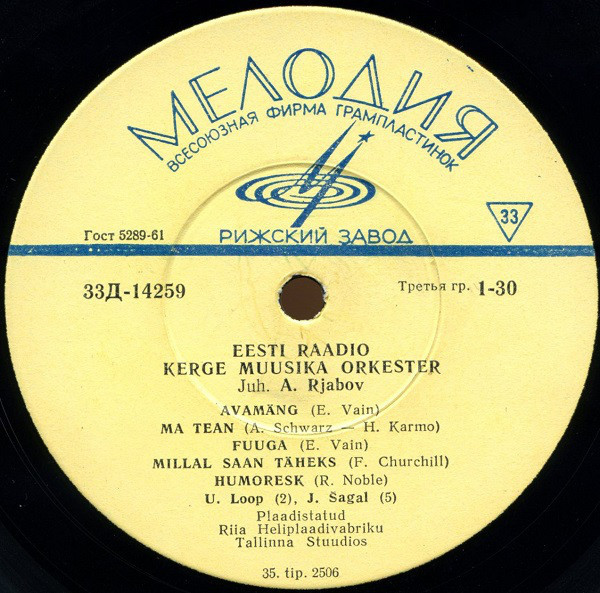 МЕЛОДИЯ
ВСЕСОЮЗНАЯ ФИРМА ГРАМПЛАСТИНОК
33
Гост 5289-61
РИЖСКИЙ ЗАВОД
33Д-14259
Третья гр. 1-30
EESTI RAADIO
KERGE MUUSIKA ORKESTER
Juh. A. Rjabov
AVAMÄNG (E. Vain)
MA TEAN (A. Schwarz — H. Karmo)
FUUGA (E. Vain)
MILLAL SAAN TÄHEKS (F. Churchill)
HUMORESK (R. Noble)
U. Loop (2), J. Šagal (5)
Plaadistatud
Riia Heliplaadivabriku
Tallinna Stuudios
35. tip. 2506